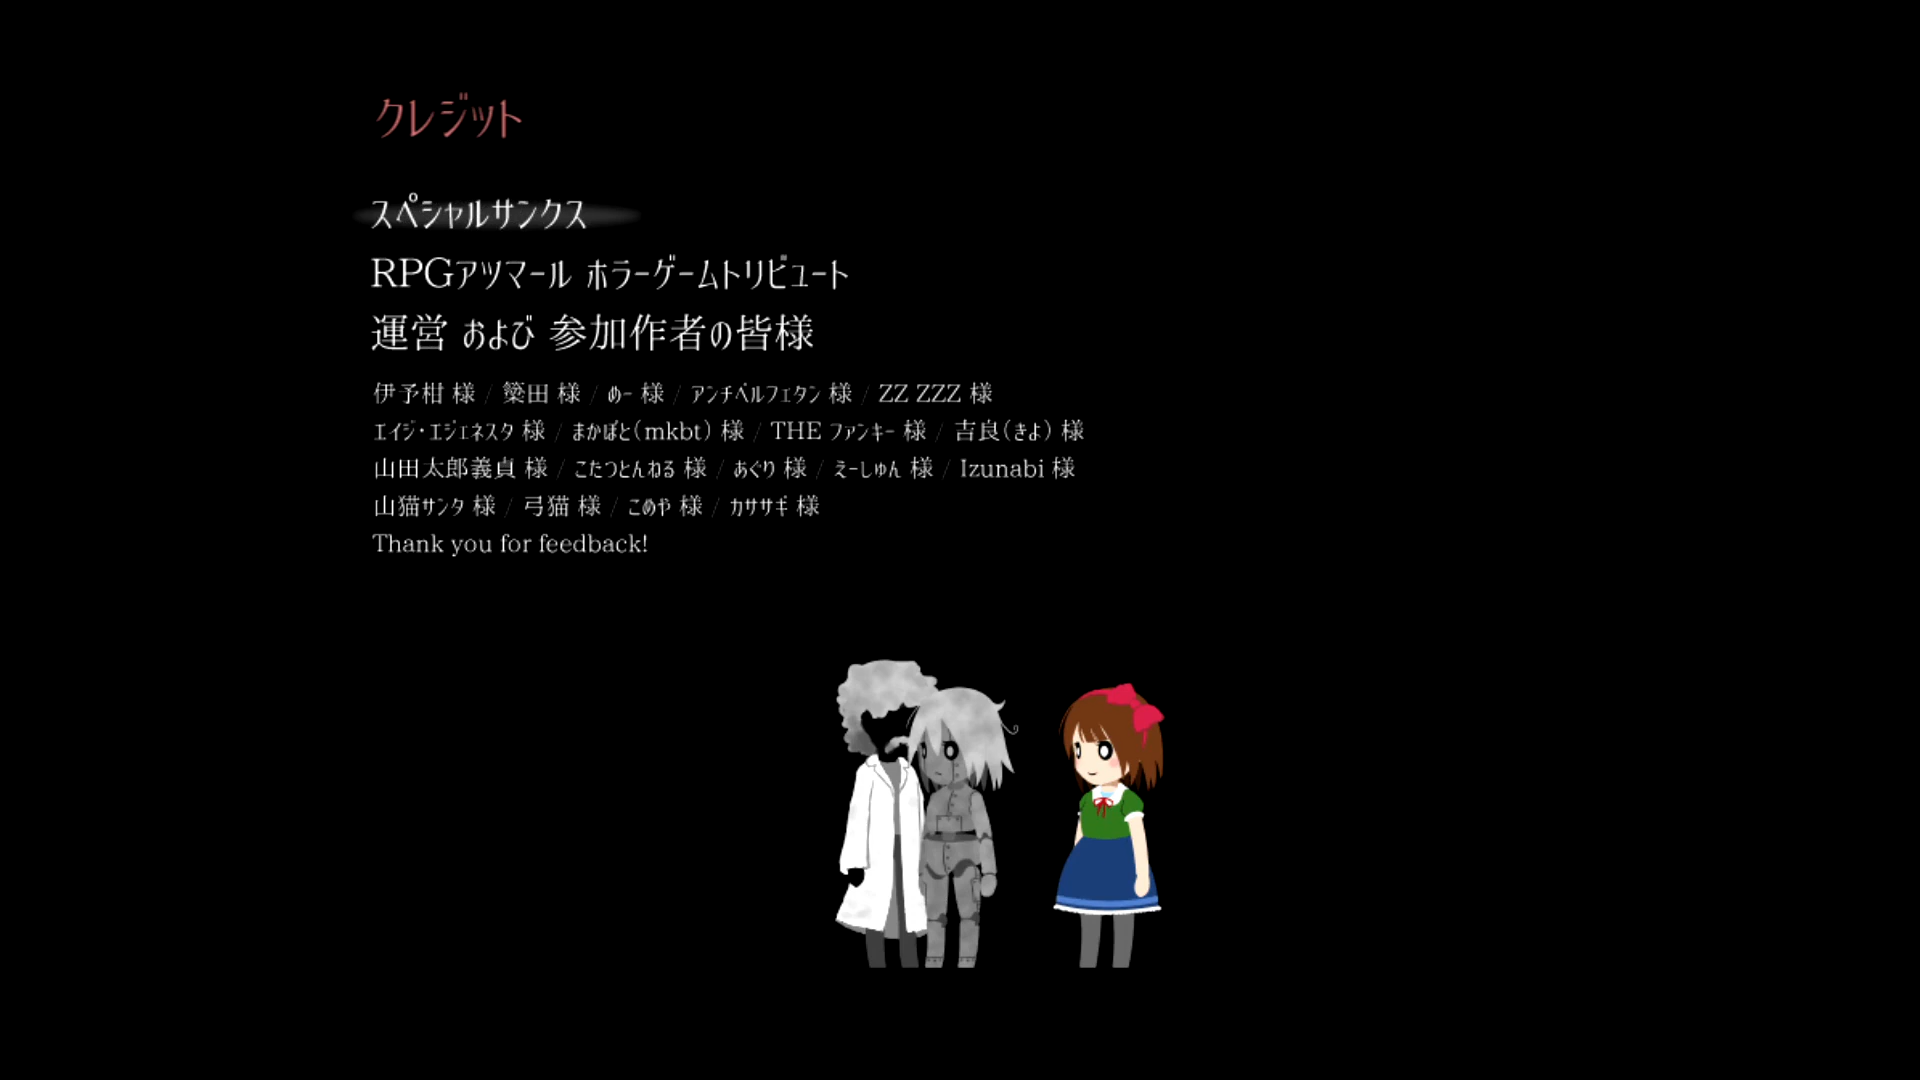 クレジット
スペシャルサンクス
RPGアツマール ホラーゲームトリビュート
運営 および 参加作者の皆様
伊予柑 様 / 簗田 様 / めー 様 / アンチペルフェタン 様 / ZZ ZZZ 様
エイジ・エジェネスタ 様 / まかぼと(mkbt) 様 / THE ファンキー 様 / 吉良(きよ) 様
山田太郎義貞 様 / こたつとんねる 様 / あぐり 様 / えーしゅん 様 / Izunabi 様
山猫サンタ 様 / 弓猫 様 / こめや 様 / カササギ 様
Thank you for feedback!